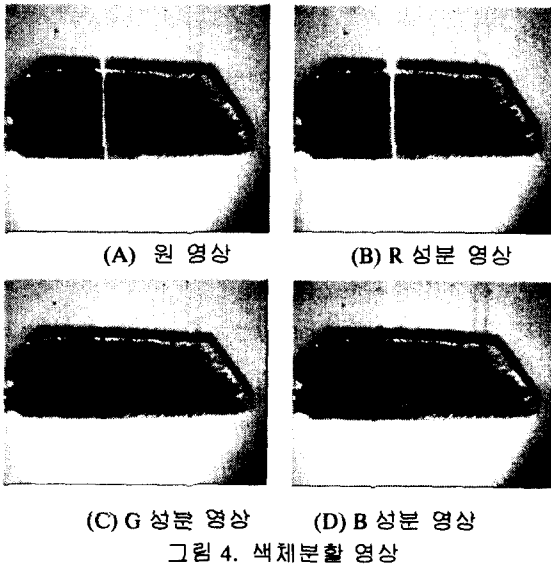 (A) 원 영상
(B) R 성분 영상
(C) G 성분 영상
(D) B 성분 영상
그림 4. 색체분할 영상